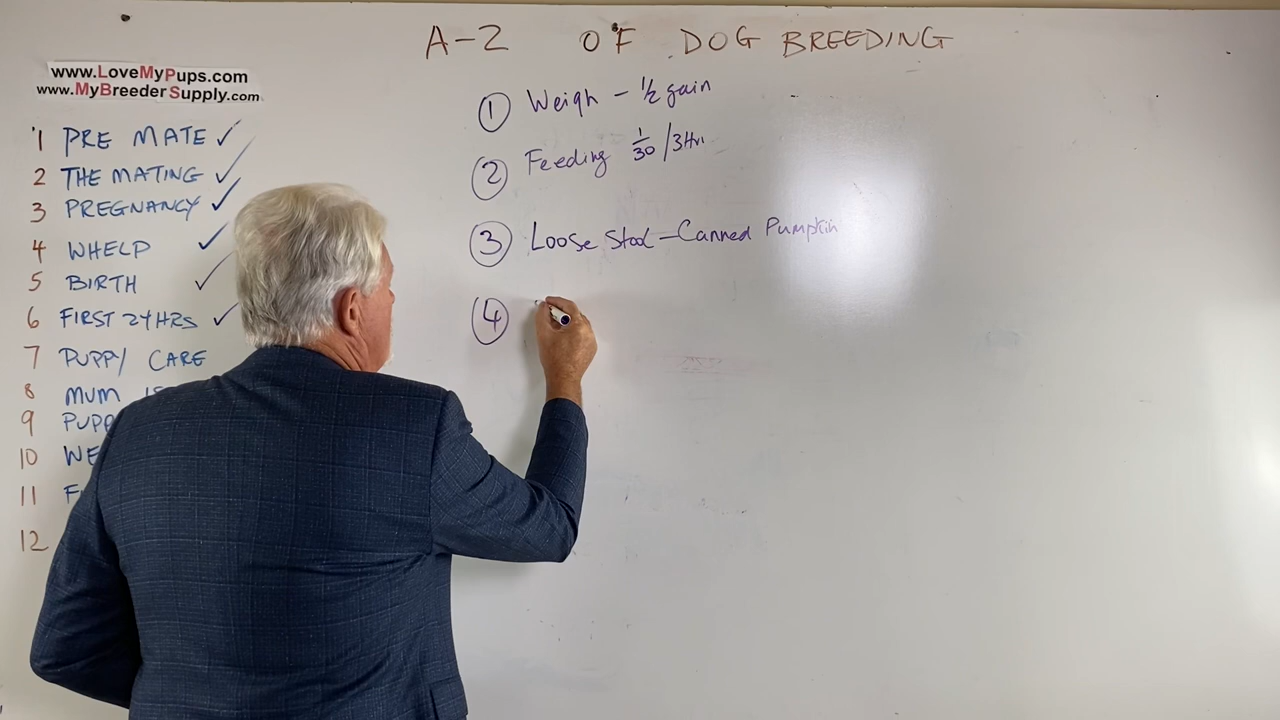 A-Z OF DOG BREEDING
www.LoveMyPups.com
www.MyBreederSupply.com
1 PRE MATE ✓
2 THE MATING ✓
3 PREGNANCY ✓
4 WHELP ✓
5 BIRTH ✓
6 FIRST 24HRS ✓
7 PUPPY CARE
8 MUM
9 PUPP
10 WE
11 F
12
1 Weigh - 1/2 gain
2 Feeding 1/30 /3Hrs
3 Loose Stool - Canned Pumpkin
4